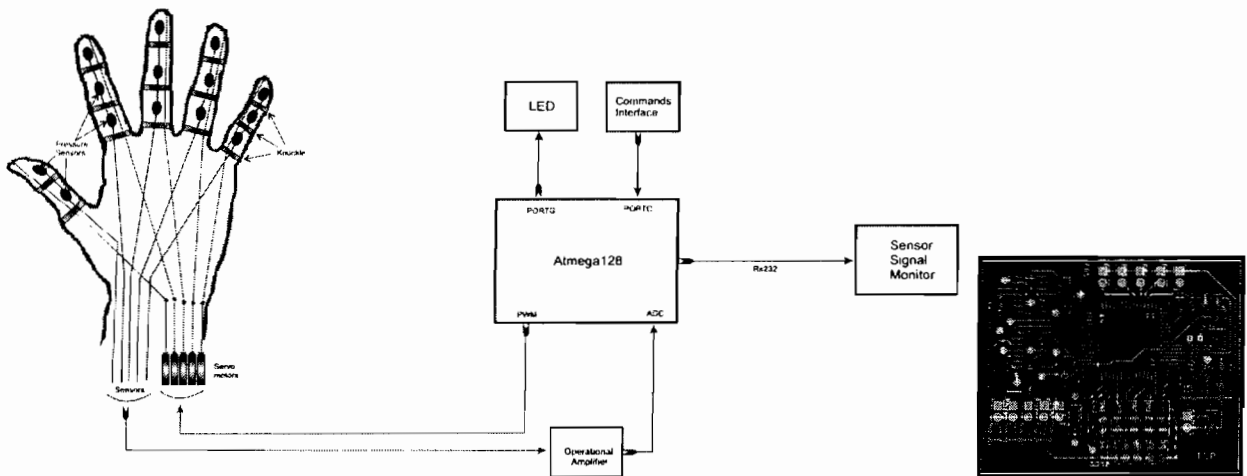 Pressure
Sensors
Knuckle
Servo
motors
Sensors
LED
Commands
Interface
PORTG
PORTC
Atmega128
PWM
ADC
Rs232
Sensor
Signal
Monitor
Operational
Amplifier